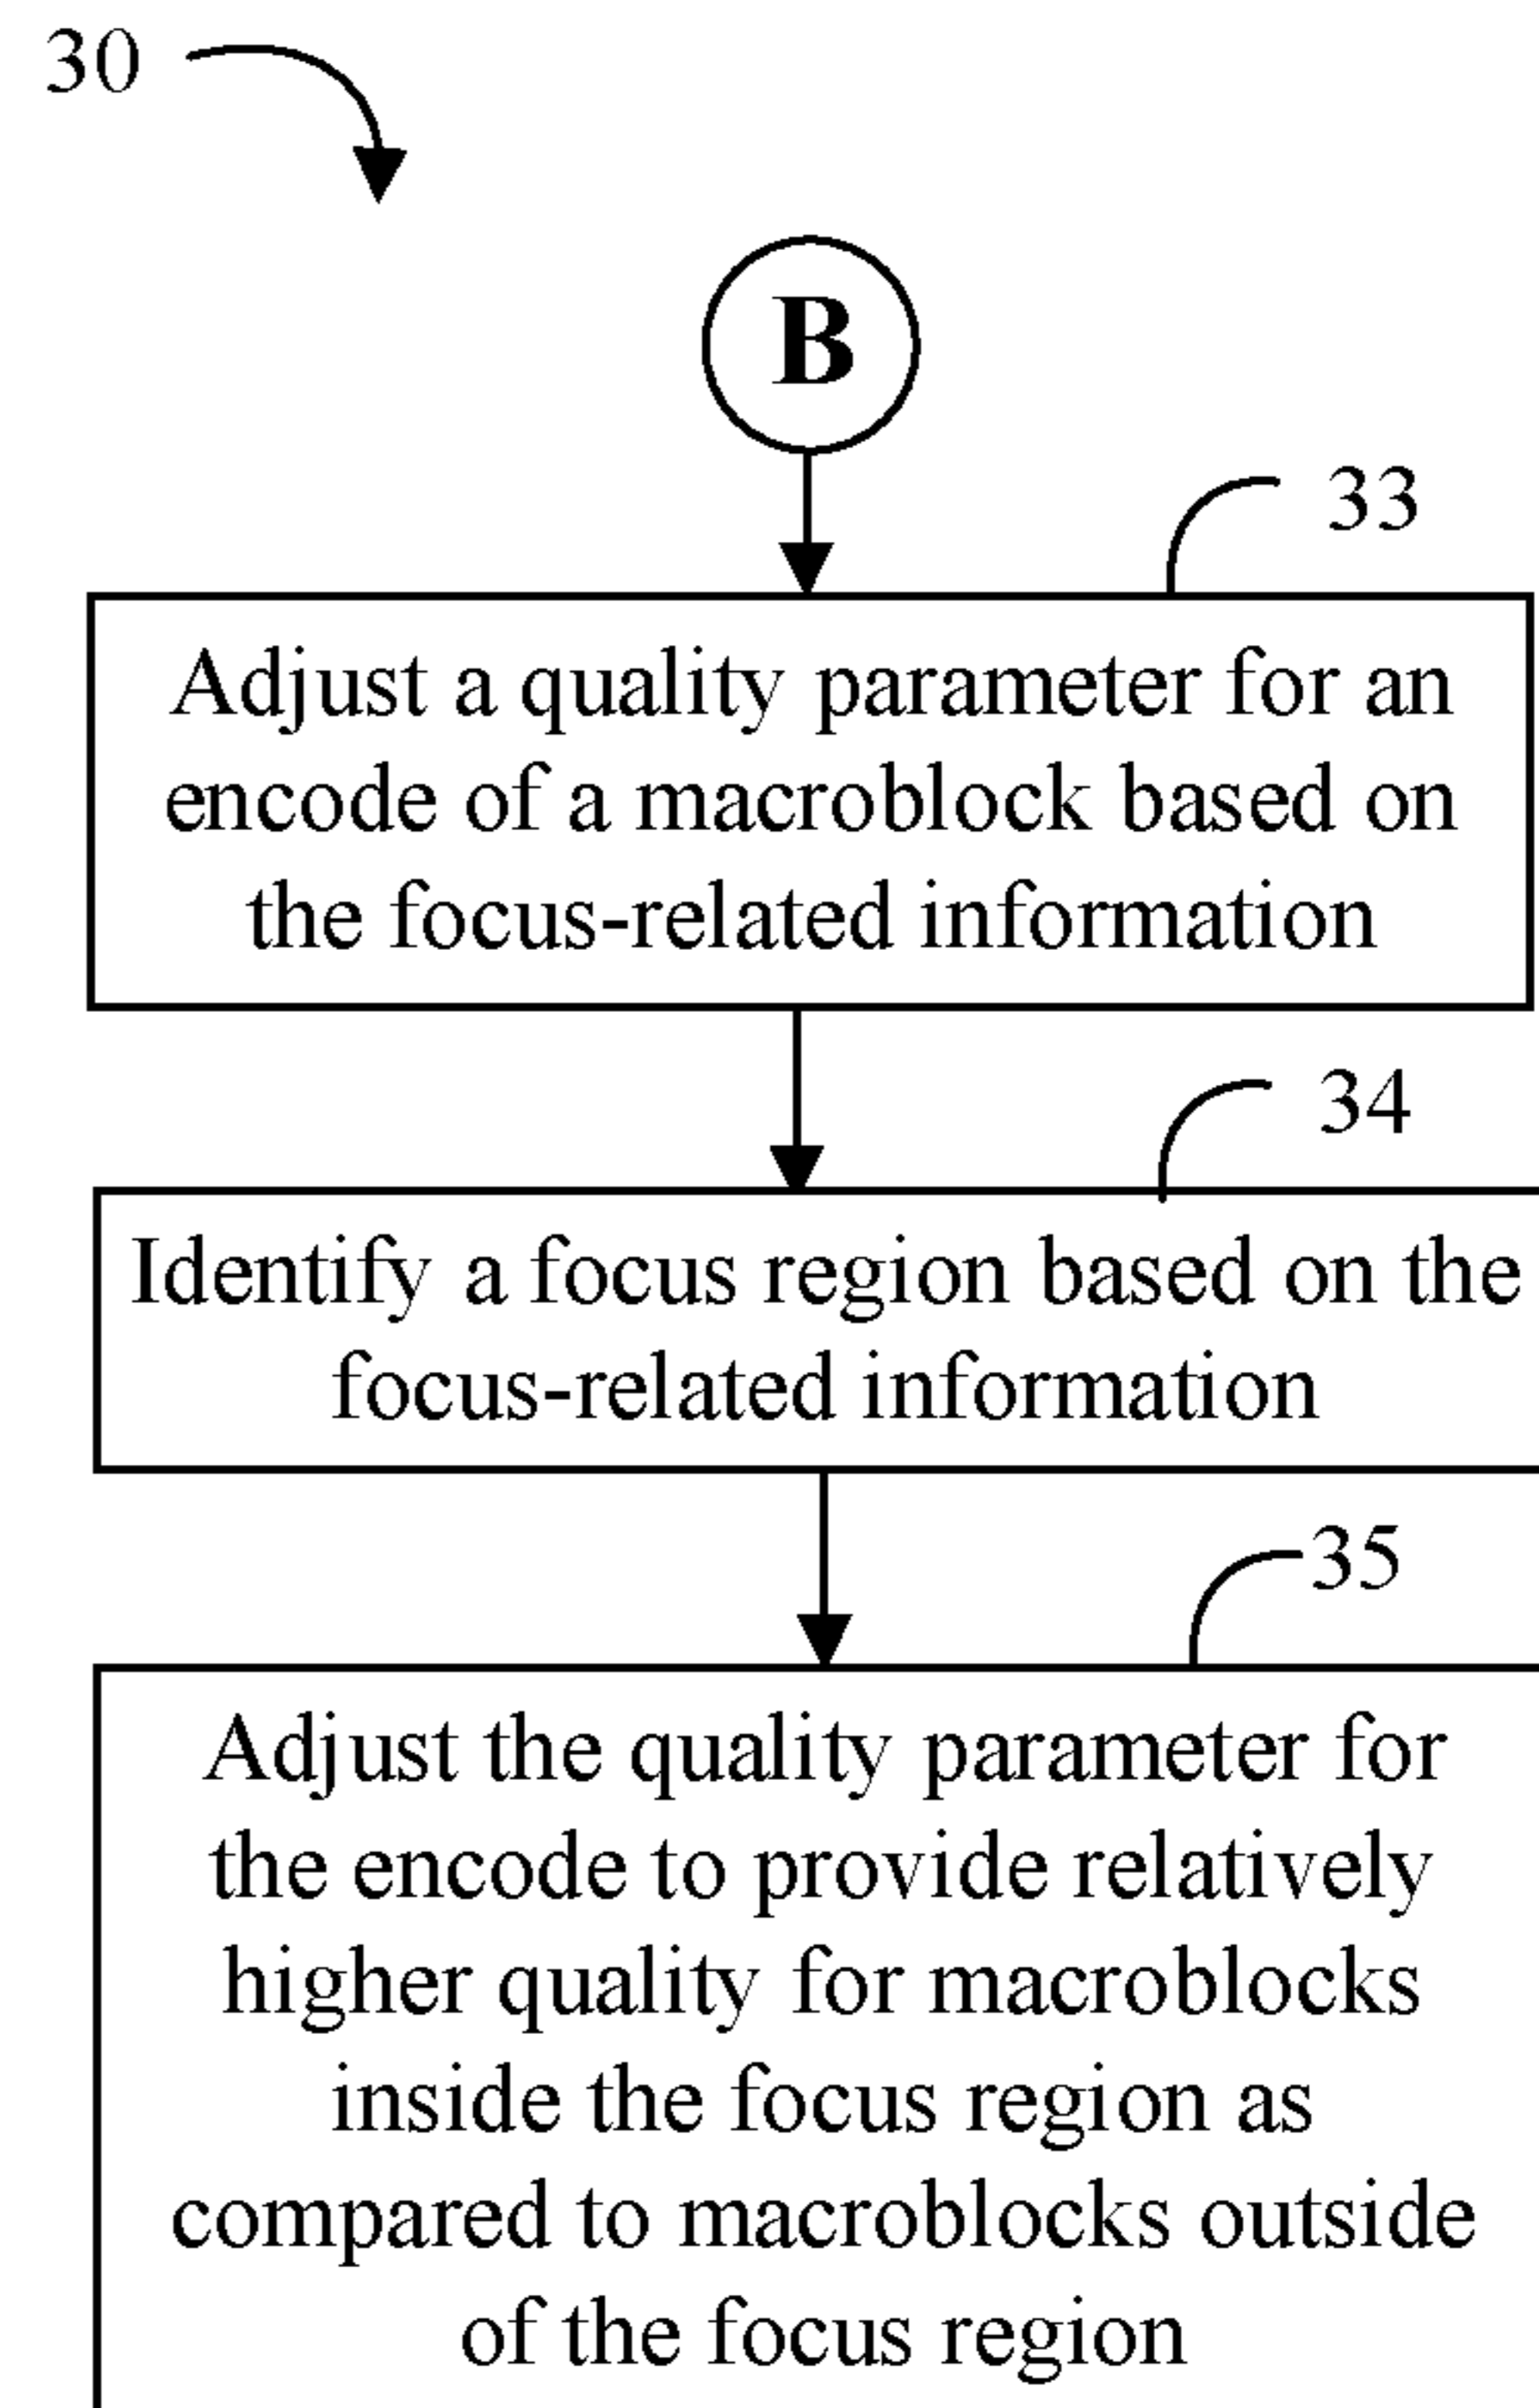 30
B
33
Adjust a quality parameter for an
encode of a macroblock based on
the focus-related information
34
Identify a focus region based on the
focus-related information
35
Adjust the quality parameter for
the encode to provide relatively
higher quality for macroblocks
inside the focus region as
compared to macroblocks outside
of the focus region